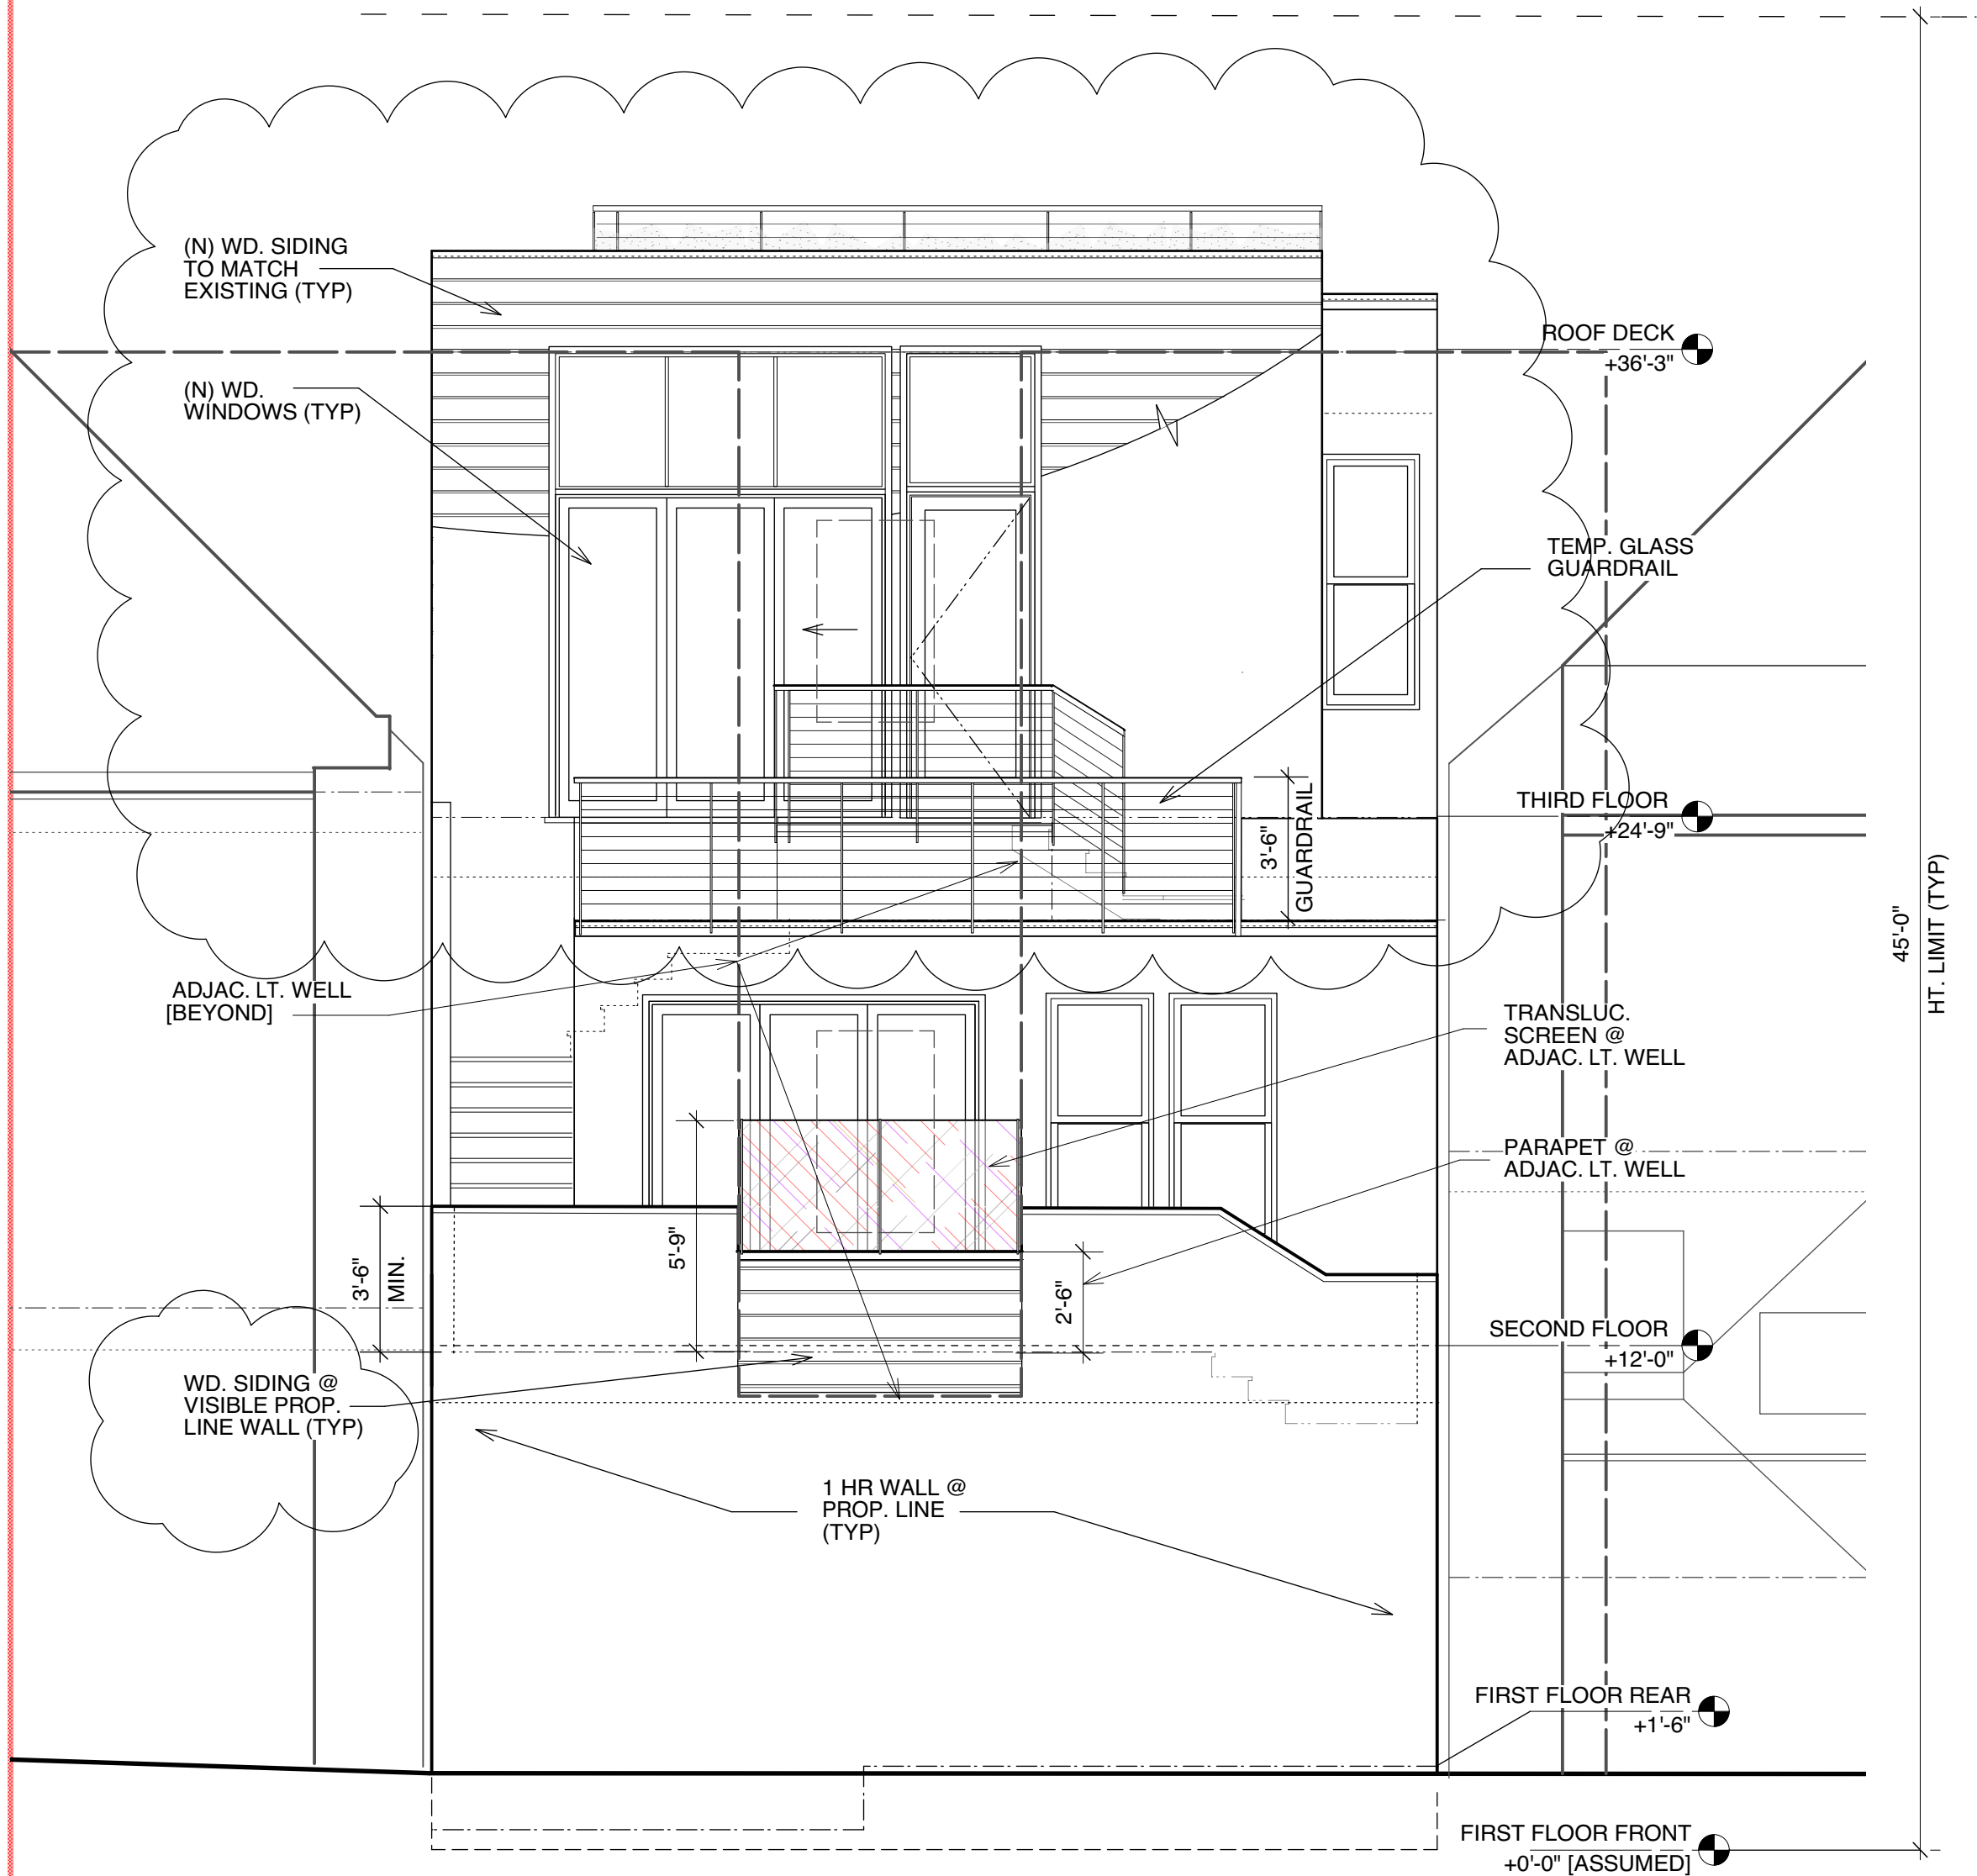 (N) WD. SIDING
TO MATCH
EXISTING (TYP)
ROOF DECK
+36'-3"
(N) WD.
WINDOWS (TYP)
TEMP. GLASS
GUARDRAIL
THIRD FLOOR
+24'-9"
3'-6"
GUARDRAIL
45'-0"
HT. LIMIT (TYP)
ADJAC. LT. WELL
[BEYOND]
TRANSLUC.
SCREEN @
ADJAC. LT. WELL
PARAPET @
ADJAC. LT. WELL
3'-6"
MIN.
5'-9"
2'-6"
SECOND FLOOR
+12'-0"
WD. SIDING @
VISIBLE PROP.
LINE WALL (TYP)
1 HR WALL @
PROP. LINE
(TYP)
FIRST FLOOR REAR
+1'-6"
FIRST FLOOR FRONT
+0'-0" [ASSUMED]